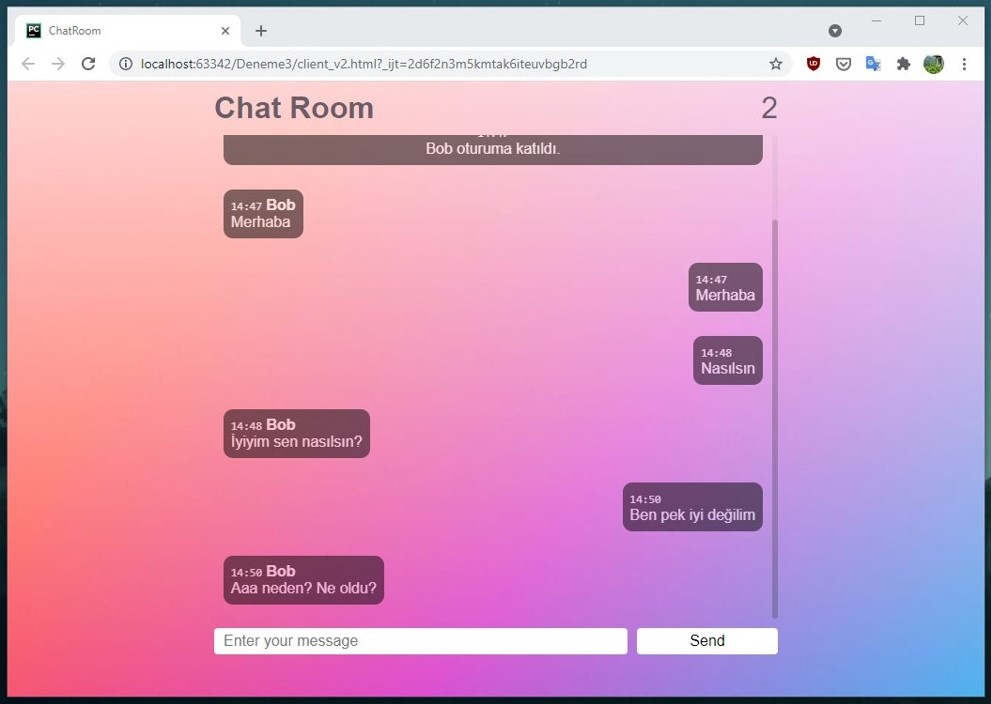 PC
ChatRoom
localhost:63342/Deneme3/client_v2.html?_ijt=2d6f2n3m5kmtak6iteuvbgb2rd
Chat Room
2
Bob oturuma katıldı.
14:47 Bob
Merhaba
14:47
Merhaba
14:48
Nasılsın
14:48 Bob
İyiyim sen nasılsın?
14:50
Ben pek iyi değilim
14:50 Bob
Aaa neden? Ne oldu?
Enter your message
Send